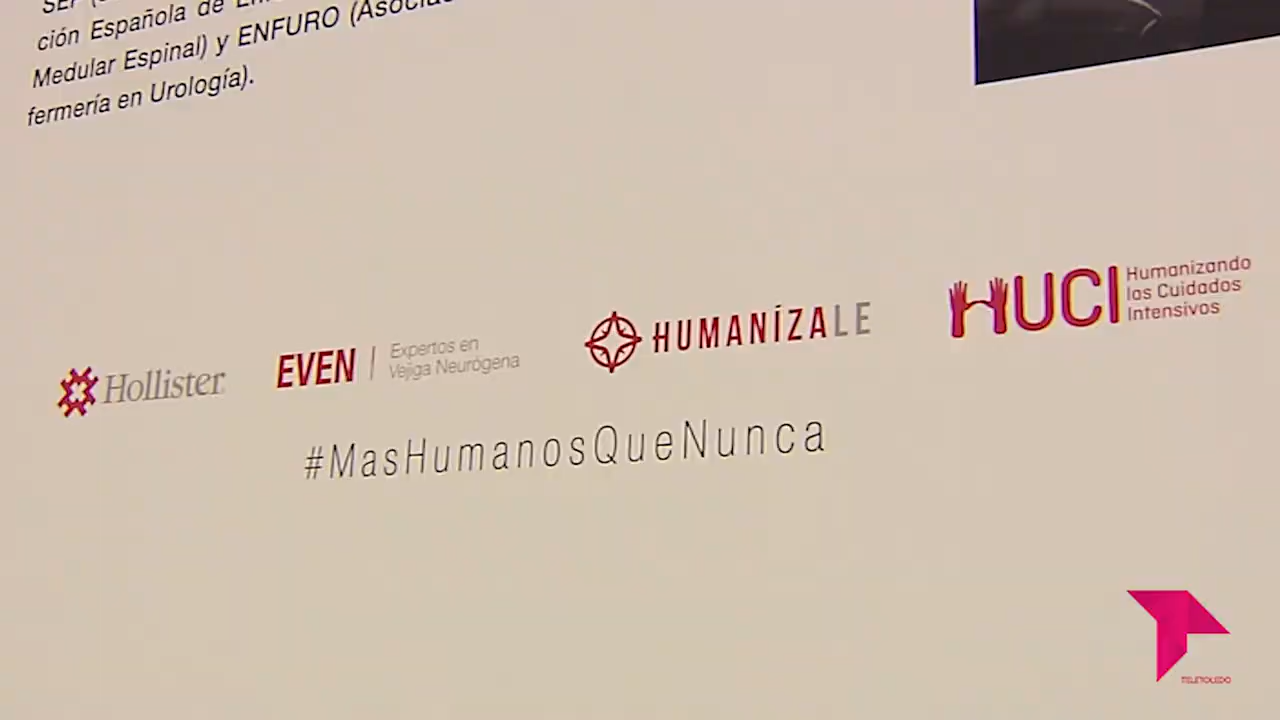 ción Española de
Medular Espinal) y ENFURO (Asocia
fermería en Urología).
Hollister
EVEN | Expertos en
Vejiga Neurógena
HUMANÍZALE
HUCI Humanizando
los Cuidados
Intensivos
#MasHumanosQueNunca
TELETOLEDO